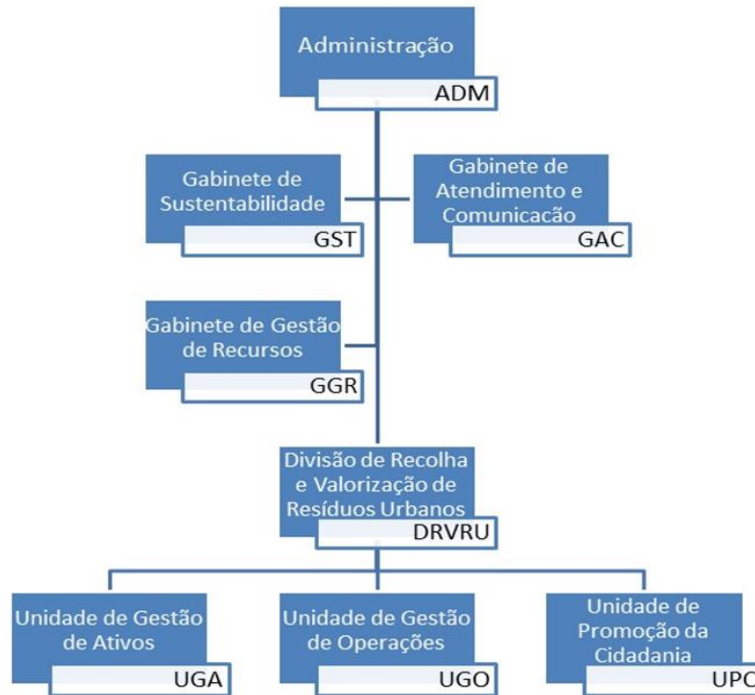 Administração
ADM
Gabinete de
Sustentabilidade
GST
Gabinete de
Atendimento e
Comunicacão
GAC
Gabinete de Gestão
de Recursos
GGR
Divisão de Recolha
e Valorização de
Resíduos Urbanos
DRVRU
Unidade de Gestão
de Ativos
UGA
Unidade de Gestão
de Operações
UGO
Unidade de
Promoção da
Cidadania
UPC